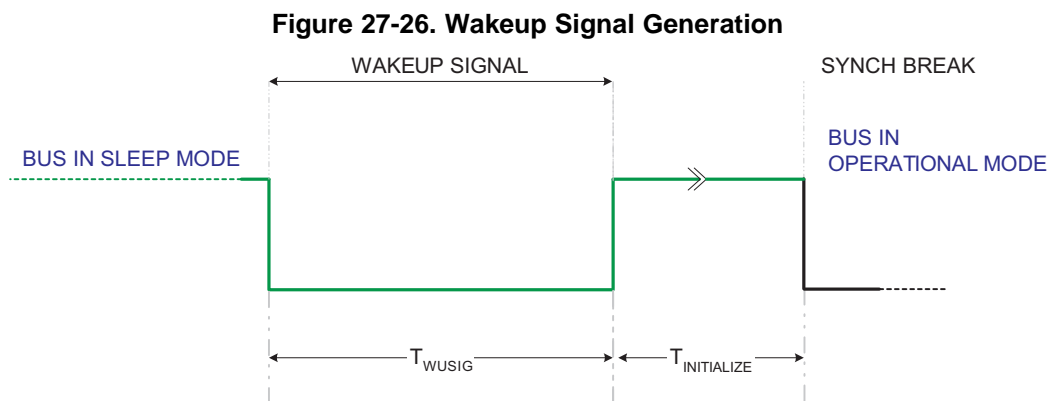 Figure 27-26. Wakeup Signal Generation
WAKEUP SIGNAL
SYNCH BREAK
BUS IN SLEEP MODE
BUS IN
OPERATIONAL MODE
TWUSIG
TINITIALIZE